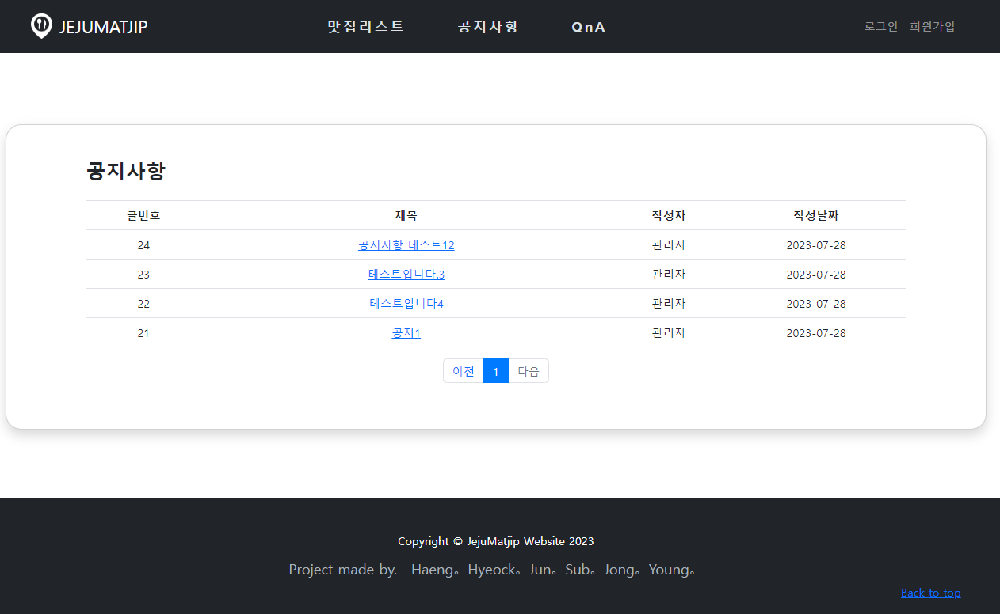 JEJUMATJIP 맛집리스트 공지사항 QnA 로그인 회원가입
공지사항
글번호 제목 작성자 작성날짜
24 공지사항 테스트12 관리자 2023-07-28
23 테스트입니다.3 관리자 2023-07-28
22 테스트입니다4 관리자 2023-07-28
21 공지1 관리자 2023-07-28
이전 1 다음
Copyright © JejuMatjip Website 2023
Project made by. Haeng。Hyeock。Jun。Sub。Jong。Young。
Back to top